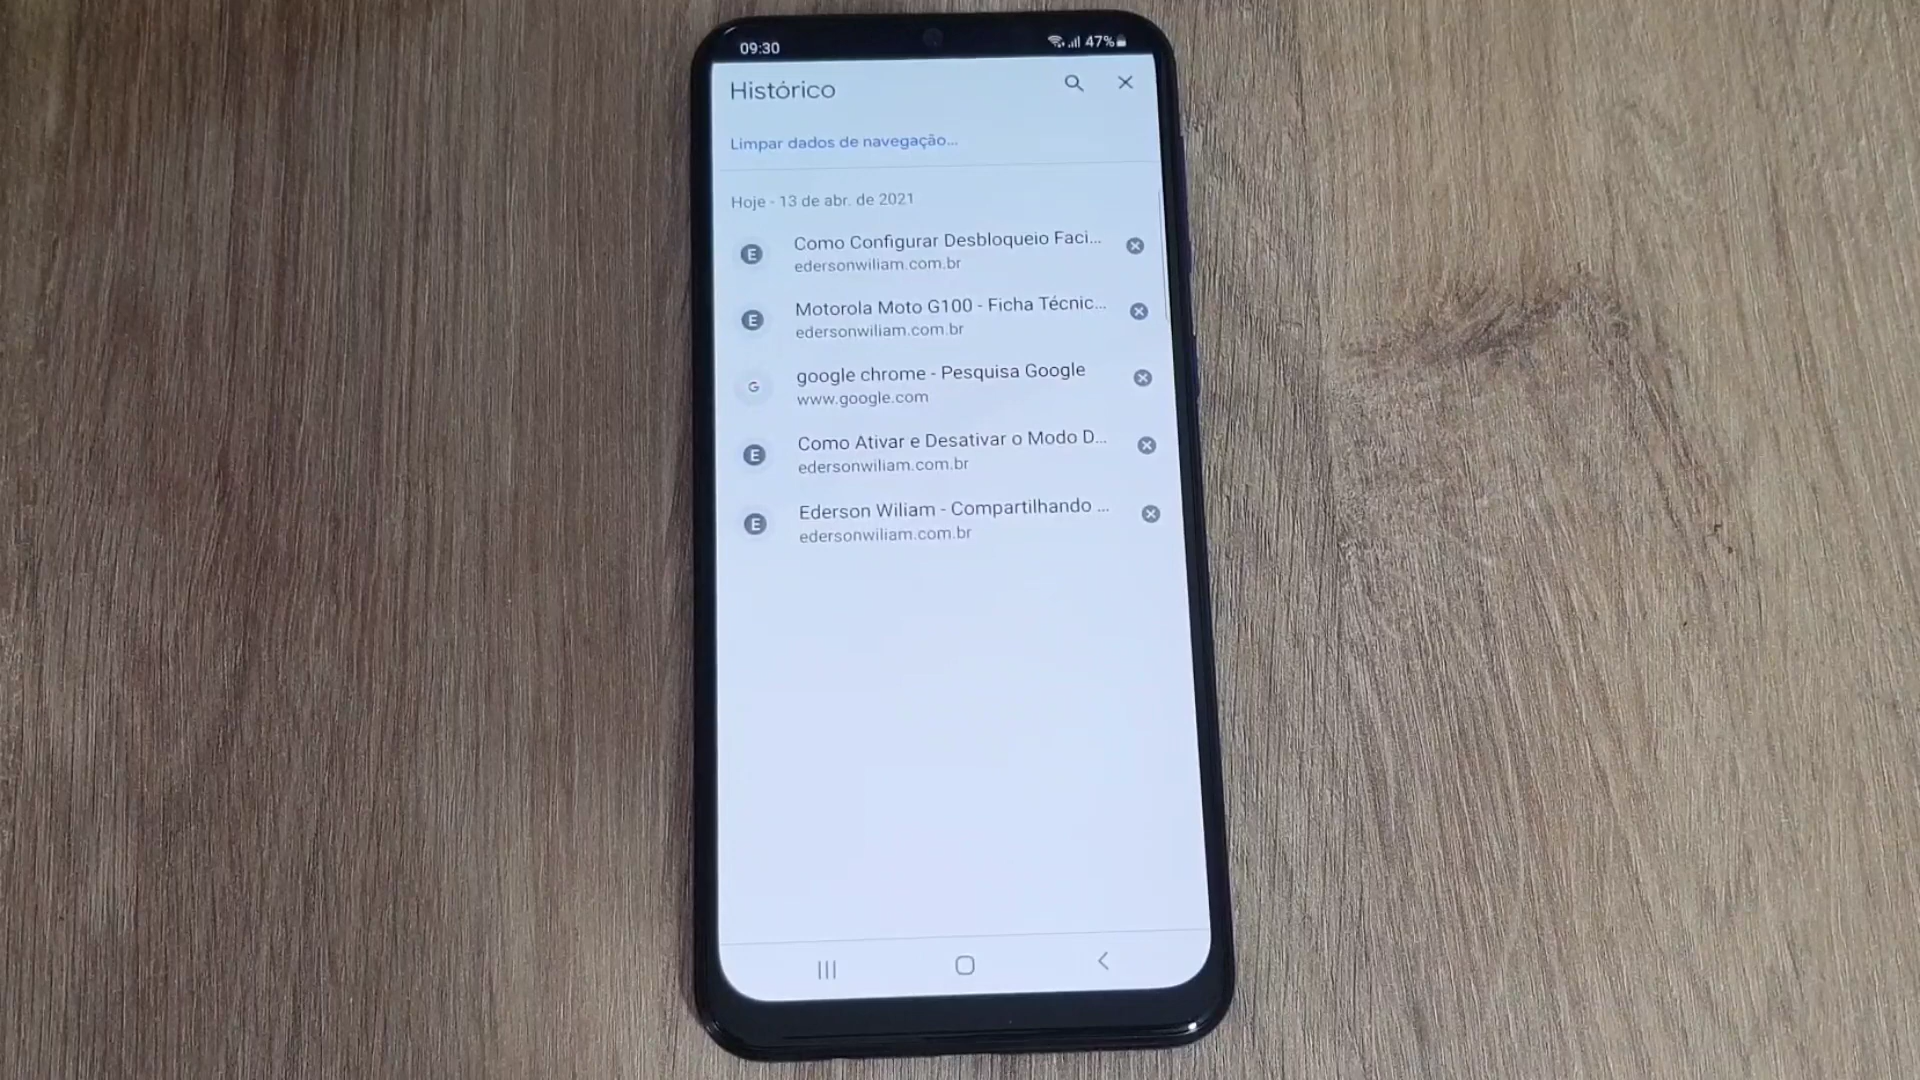 09:30
47%
Histórico
Limpar dados de navegação...
Hoje - 13 de abr. de 2021
E
Como Configurar Desbloqueio Faci...
edersonwiliam.com.br
E
Motorola Moto G100 - Ficha Técnic...
edersonwiliam.com.br
G
google chrome - Pesquisa Google
www.google.com
E
Como Ativar e Desativar o Modo D...
edersonwiliam.com.br
E
Ederson Wiliam - Compartilhando ...
edersonwiliam.com.br